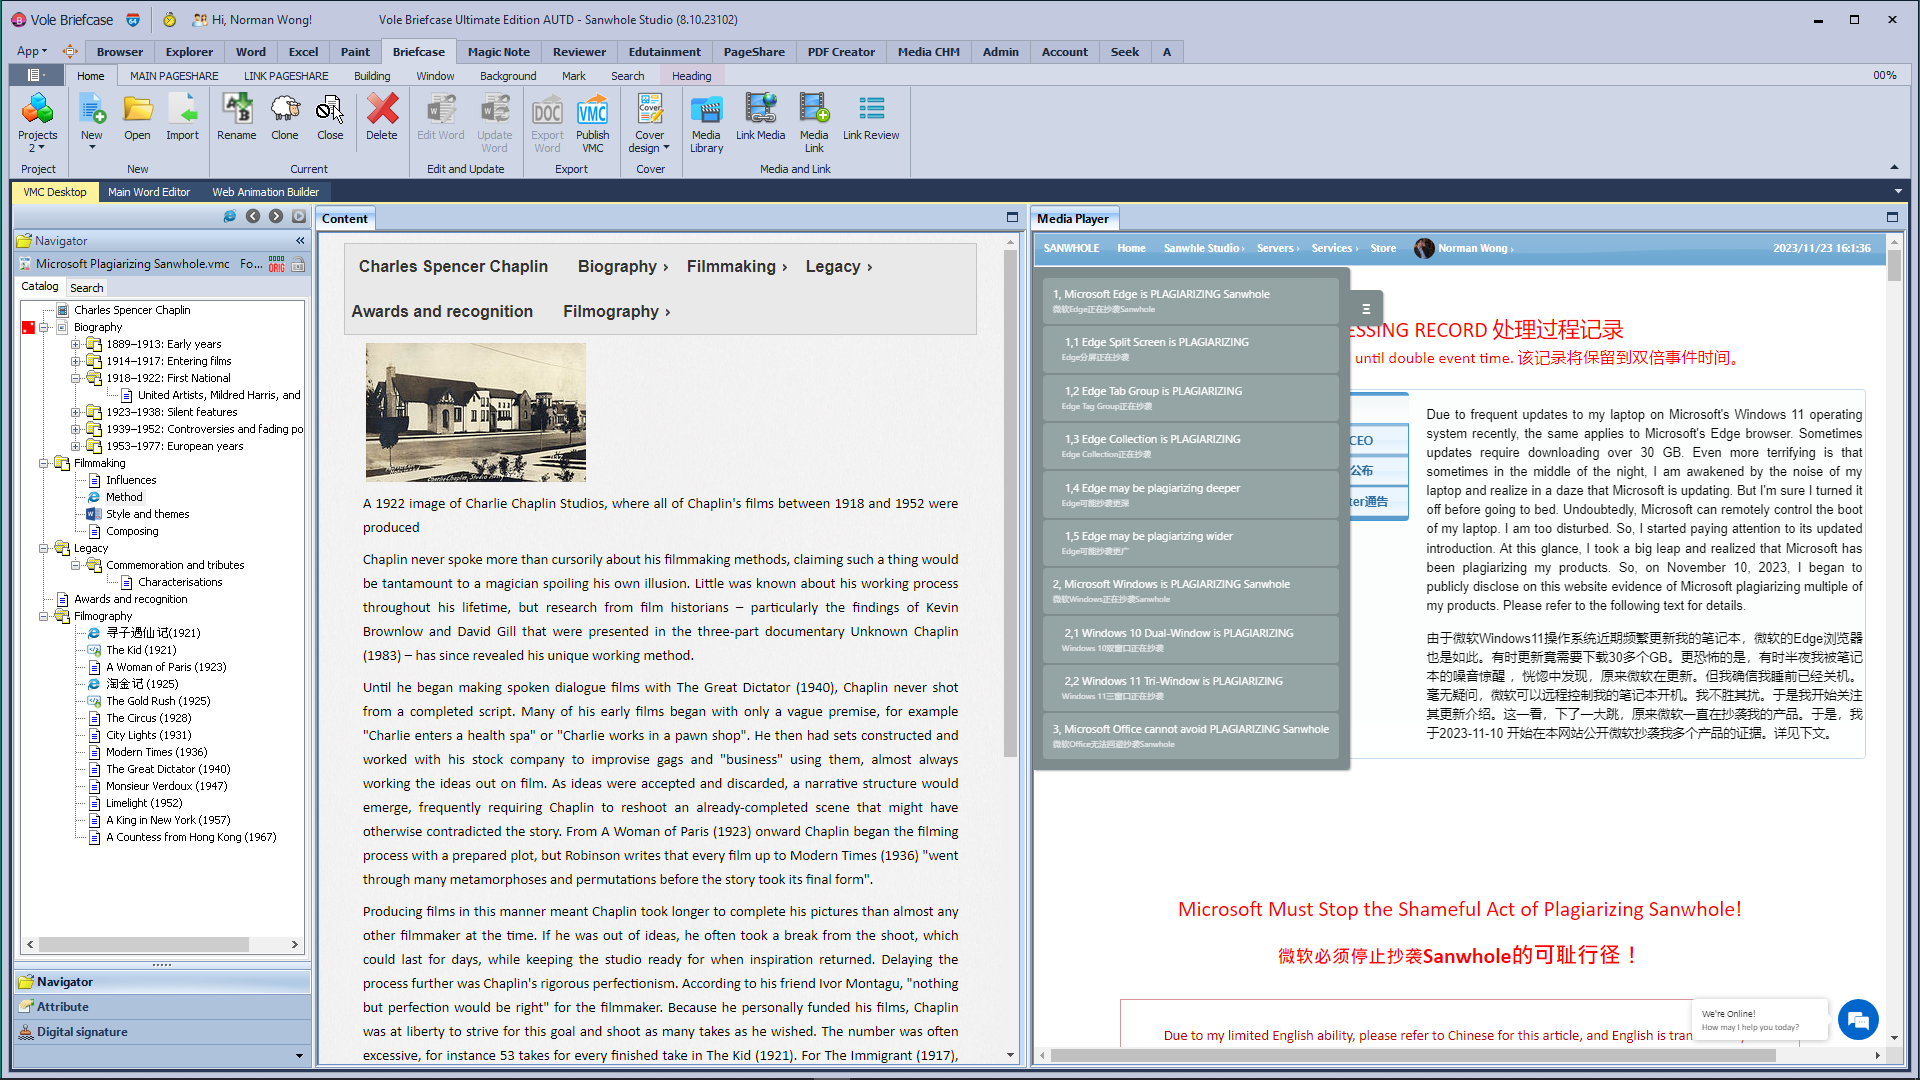 Vole Briefcase
Hi, Norman Wong!
Vole Briefcase Ultimate Edition AUTD - Sanwhole Studio (8.10.23102)
App
Browser
Explorer
Word
Excel
Paint
Briefcase
Magic Note
Reviewer
Edutainment
PageShare
PDF Creator
Media CHM
Admin
Account
Seek
A
Home
MAIN PAGESHARE
LINK PAGESHARE
Building
Window
Background
Mark
Search
Heading
00%
Projects
2
New
Open
Import
Rename
Clone
Close
Delete
Edit Word
Update
Word
Export
Word
Publish
VMC
Cover
design
Media
Library
Link Media
Media
Link
Link Review
Project
New
Current
Edit and Update
Export
Cover
Media and Link
VMC Desktop
Main Word Editor
Web Animation Builder
Navigator
Microsoft Plagiarizing Sanwhole.vmc
Fo...
Catalog
Search
Charles Spencer Chaplin
Biography
1889–1913: Early years
1914–1917: Entering films
1918–1922: First National
United Artists, Mildred Harris, and
1923–1938: Silent features
1939–1952: Controversies and fading po
1953–1977: European years
Filmmaking
Influences
Method
Style and themes
Composing
Legacy
Commemoration and tributes
Characterisations
Awards and recognition
Filmography
寻子遇仙记(1921)
The Kid (1921)
A Woman of Paris (1923)
淘金记 (1925)
The Gold Rush (1925)
The Circus (1928)
City Lights (1931)
Modern Times (1936)
The Great Dictator (1940)
Monsieur Verdoux (1947)
Limelight (1952)
A King in New York (1957)
A Countess from Hong Kong (1967)
Navigator
Attribute
Digital signature
Content
Charles Spencer Chaplin
Biography ›
Filmmaking ›
Legacy ›
Awards and recognition
Filmography ›
A 1922 image of Charlie Chaplin Studios, where all of Chaplin's films between 1918 and 1952 were
produced
Chaplin never spoke more than cursorily about his filmmaking methods, claiming such a thing would
be tantamount to a magician spoiling his own illusion. Little was known about his working process
throughout his lifetime, but research from film historians – particularly the findings of Kevin
Brownlow and David Gill that were presented in the three-part documentary Unknown Chaplin
(1983) – has since revealed his unique working method.
Until he began making spoken dialogue films with The Great Dictator (1940), Chaplin never shot
from a completed script. Many of his early films began with only a vague premise, for example
"Charlie enters a health spa" or "Charlie works in a pawn shop". He then had sets constructed and
worked with his stock company to improvise gags and "business" using them, almost always
working the ideas out on film. As ideas were accepted and discarded, a narrative structure would
emerge, frequently requiring Chaplin to reshoot an already-completed scene that might have
otherwise contradicted the story. From A Woman of Paris (1923) onward Chaplin began the filming
process with a prepared plot, but Robinson writes that every film up to Modern Times (1936) "went
through many metamorphoses and permutations before the story took its final form".
Producing films in this manner meant Chaplin took longer to complete his pictures than almost any
other filmmaker at the time. If he was out of ideas, he often took a break from the shoot, which
could last for days, while keeping the studio ready for when inspiration returned. Delaying the
process further was Chaplin's rigorous perfectionism. According to his friend Ivor Montagu, "nothing
but perfection would be right" for the filmmaker. Because he personally funded his films, Chaplin
was at liberty to strive for this goal and shoot as many takes as he wished. The number was often
excessive, for instance 53 takes for every finished take in The Kid (1921). For The Immigrant (1917),
Media Player
SANWHOLE
Home
Sanwhle Studio›
Servers›
Services›
Store
Norman Wong›
2023/11/23 16:1:36
1, Microsoft Edge is PLAGIARIZING Sanwhole
微软Edge正在抄袭Sanwhole
1,1 Edge Split Screen is PLAGIARIZING
Edge分屏正在抄袭
1,2 Edge Tab Group is PLAGIARIZING
Edge Tag Group正在抄袭
1,3 Edge Collection is PLAGIARIZING
Edge Collection正在抄袭
1,4 Edge may be plagiarizing deeper
Edge可能抄袭更深
1,5 Edge may be plagiarizing wider
Edge可能抄袭更广
2, Microsoft Windows is PLAGIARIZING Sanwhole
微软Windows正在抄袭Sanwhole
2,1 Windows 10 Dual-Window is PLAGIARIZING
Windows 10双窗口正在抄袭
2,2 Windows 11 Tri-Window is PLAGIARIZING
Windows 11三窗口正在抄袭
3, Microsoft Office cannot avoid PLAGIARIZING Sanwhole
微软Office无法回避抄袭Sanwhole
ESSING RECORD 处理过程记录
until double event time. 该记录将保留到双倍事件时间。
CEO
公布
ter通告
Due to frequent updates to my laptop on Microsoft's Windows 11 operating
system recently, the same applies to Microsoft's Edge browser. Sometimes
updates require downloading over 30 GB. Even more terrifying is that
sometimes in the middle of the night, I am awakened by the noise of my
laptop and realize in a daze that Microsoft is updating. But I'm sure I turned it
off before going to bed. Undoubtedly, Microsoft can remotely control the boot
of my laptop. I am too disturbed. So, I started paying attention to its updated
introduction. At this glance, I took a big leap and realized that Microsoft has
been plagiarizing my products. So, on November 10, 2023, I began to
publicly disclose on this website evidence of Microsoft plagiarizing multiple of
my products. Please refer to the following text for details.
由于微软Windows11操作系统近期频繁更新我的笔记本，微软的Edge浏览器
也是如此。有时更新竟需要下载30多个GB。更恐怖的是，有时半夜我被笔记
本的噪音惊醒，恍惚中发现，原来微软在更新。但我确信我睡前已经关机。
毫无疑问，微软可以远程控制我的笔记本开机。我不胜其扰。于是我开始关注
其更新介绍。这一看，下了一大跳，原来微软一直在抄袭我的产品。于是，我
于2023-11-10 开始在本网站公开微软抄袭我多个产品的证据。详见下文。
Microsoft Must Stop the Shameful Act of Plagiarizing Sanwhole!
微软必须停止抄袭Sanwhole的可耻行径！
Due to my limited English ability, please refer to Chinese for this article, and English is tran
We're Online!
How may I help you today?